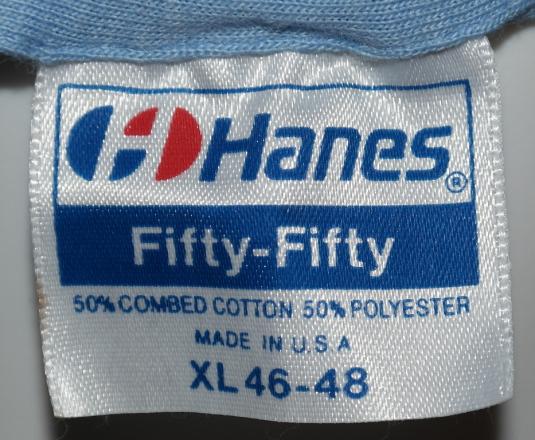 Hanes®
Fifty-Fifty
50% COMBED COTTON 50% POLYESTER
MADE IN U.S A
XL 46-48